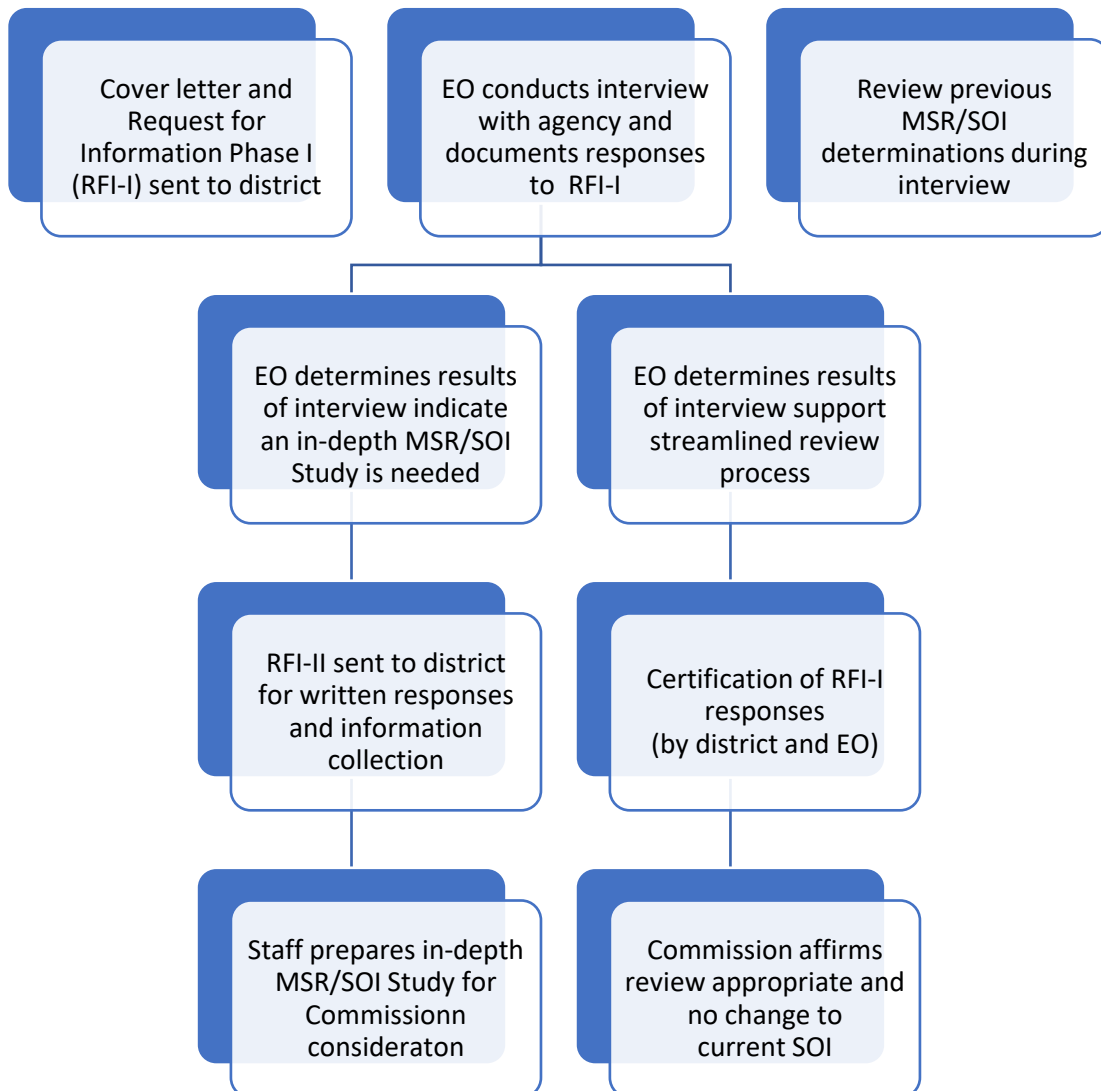 Cover letter and
Request for
Information Phase I
(RFI-I) sent to district
EO conducts interview
with agency and
documents responses
to RFI-I
Review previous
MSR/SOI
determinations during
interview
EO determines results
of interview indicate
an in-depth MSR/SOI
Study is needed
EO determines results
of interview support
streamlined review
process
RFI-II sent to district
for written responses
and information
collection
Certification of RFI-I
responses
(by district and EO)
Staff prepares in-depth
MSR/SOI Study for
Commissionn
consideraton
Commission affirms
review appropriate and
no change to
current SOI